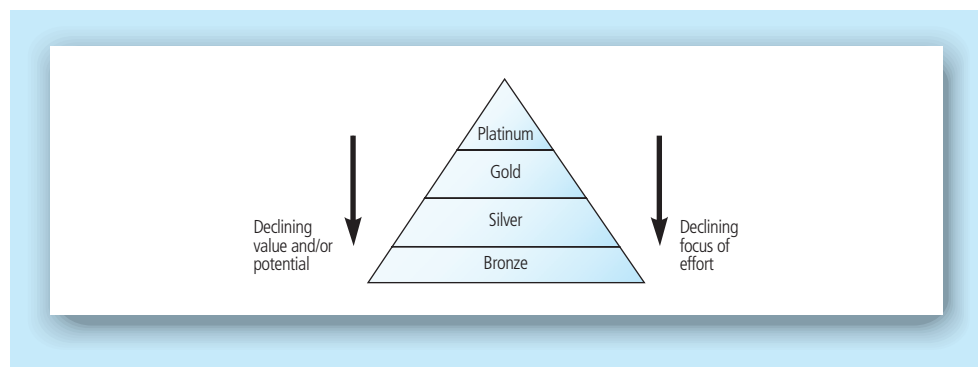 Platinum
Gold
Silver
Bronze
Declining
value and/or
potential
Declining
focus of
effort